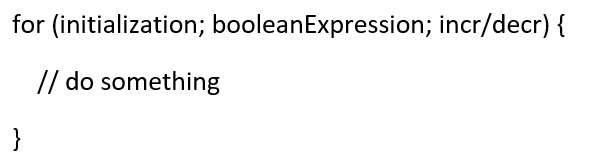 for (initialization; booleanExpression; incr/decr) {
// do something
}